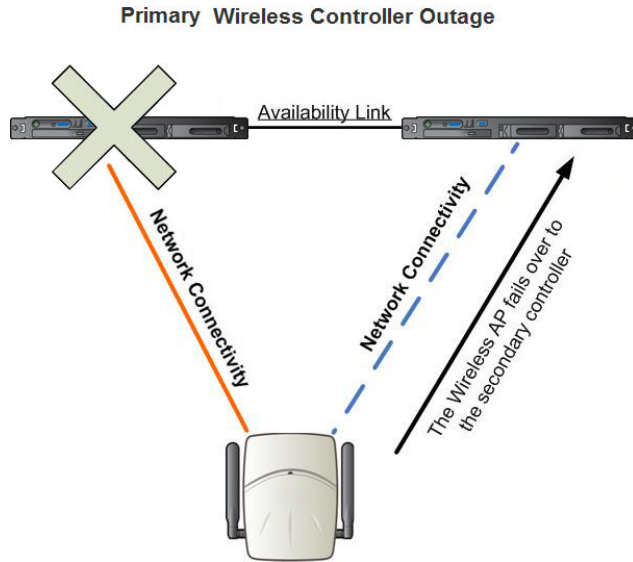 Primary Wireless Controller Outage
Availability Link
Network Connectivity
Network Connectivity
The Wireless AP fails over to
the secondary controller